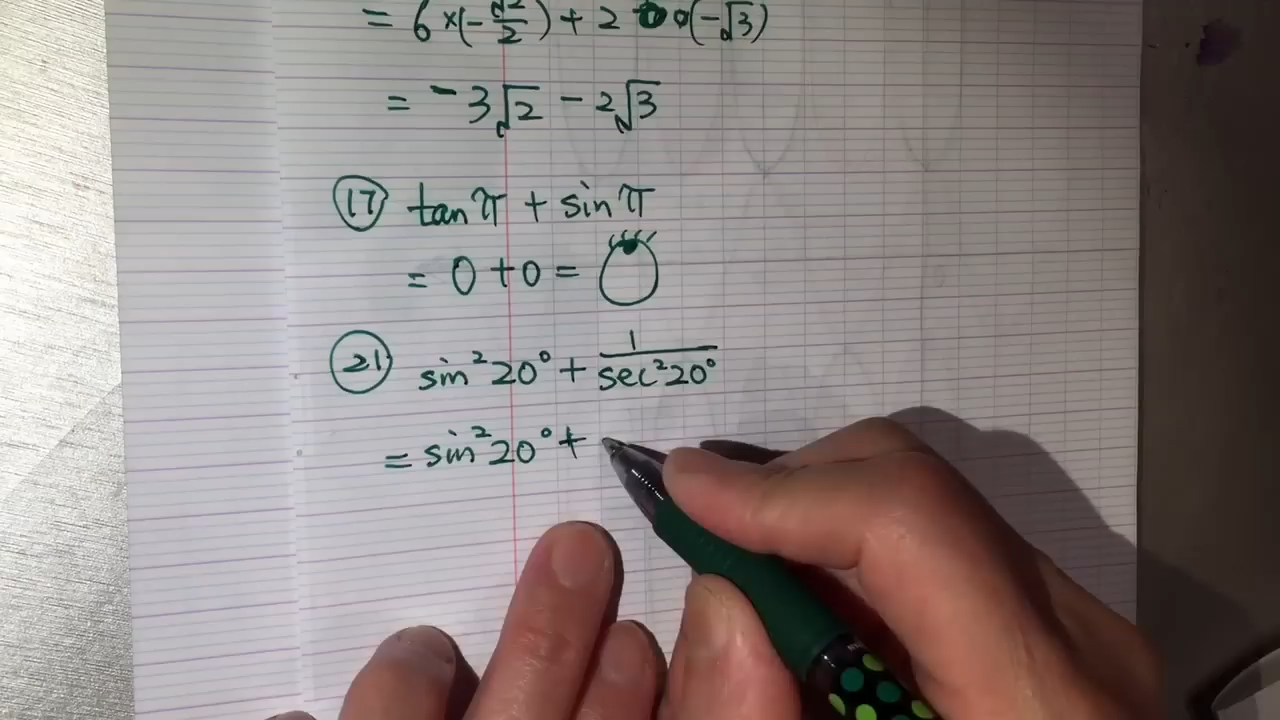 = 6 ×(-√2/2) + 2 · (-√3)
= -3√2 - 2√3
⑰ tan π + sin π
= 0 + 0 = 0
㉑ sin²20° + 1/sec²20°
= sin²20° +